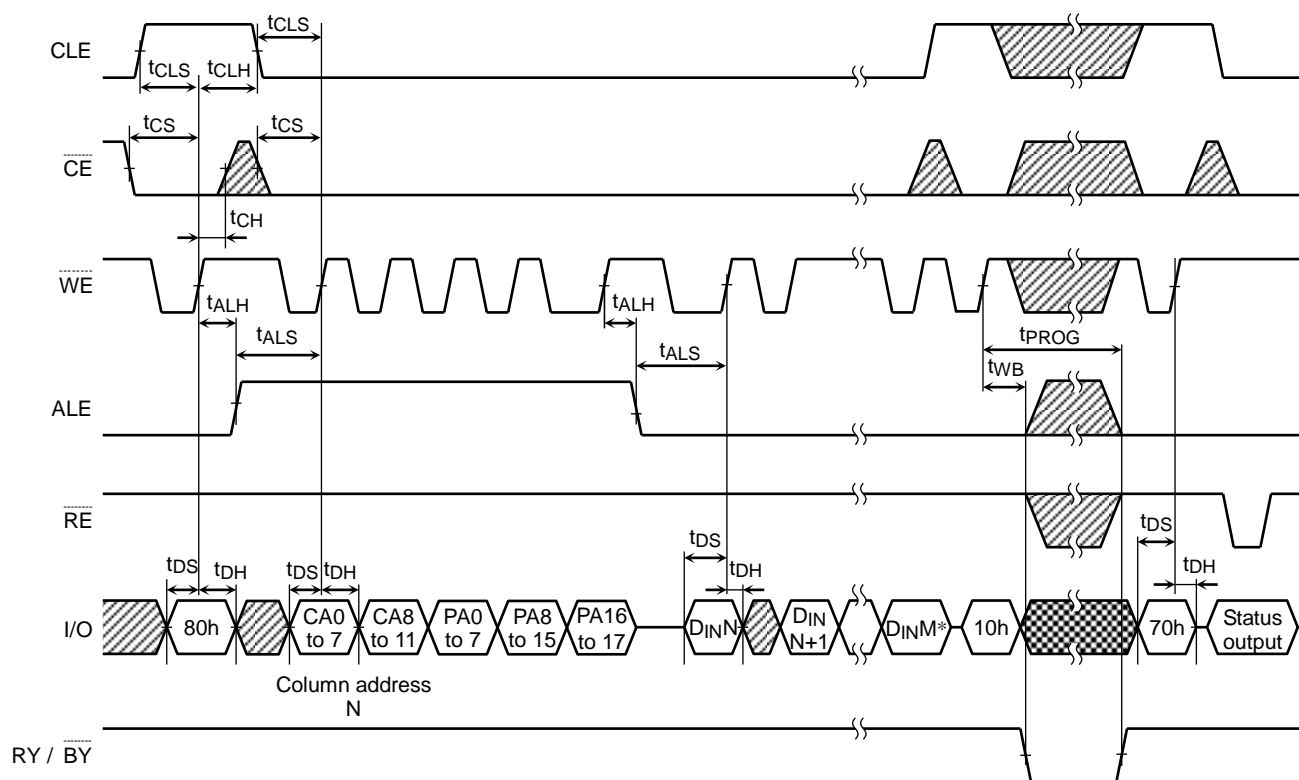 tCLS
CLE
tCLS tCLH
tCS tCS
CE
tCH
WE
tALH tALH
tALS tPROG
tALS
tWB
ALE
RE
tDS tDS
tDS tDH tDS tDH tDH tDH
I/O 80h CA0 to 7 CA8 to 11 PA0 to 7 PA8 to 15 PA16 to 17 DINN DIN N+1 DINM* 10h 70h Status output
Column address
N
RY / BY